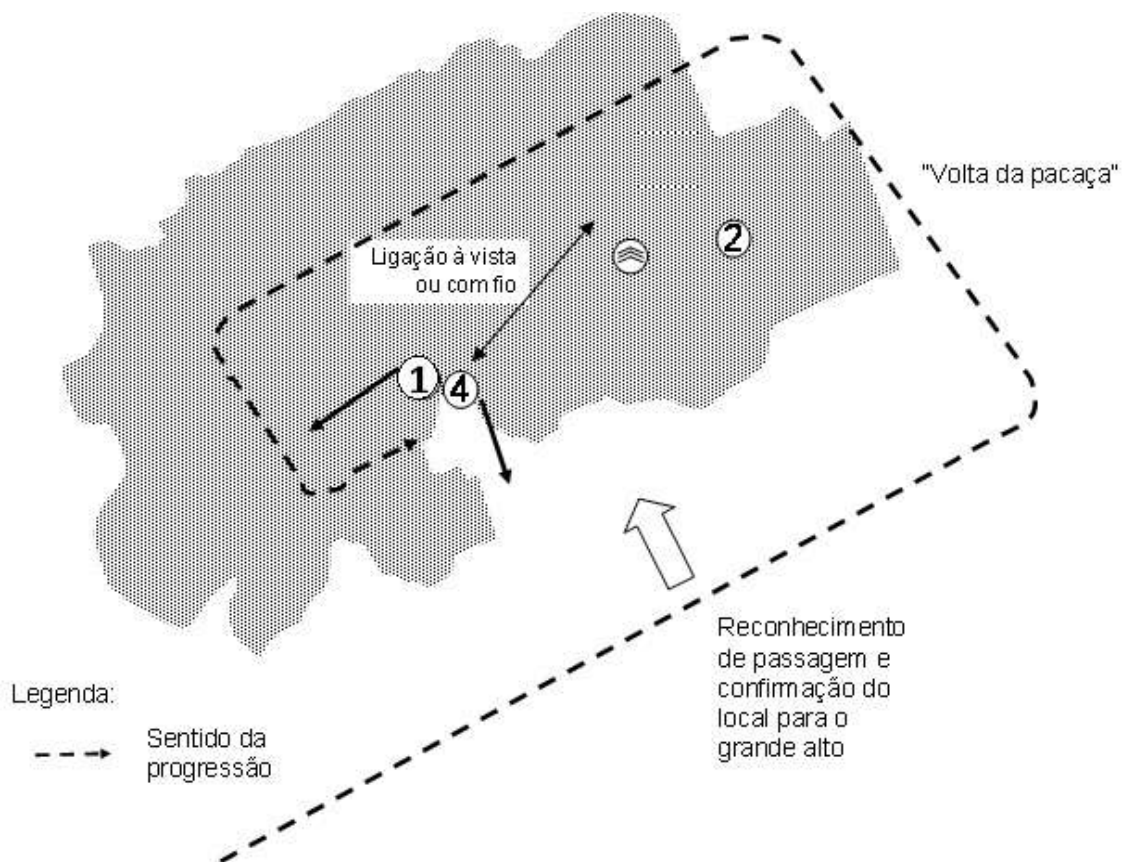 "Volta da pacaça"
Ligação à vista
ou com fio
2
1
4
Reconhecimento
de passagem e
confirmação do
local para o
grande alto
Legenda:
Sentido da
progressão